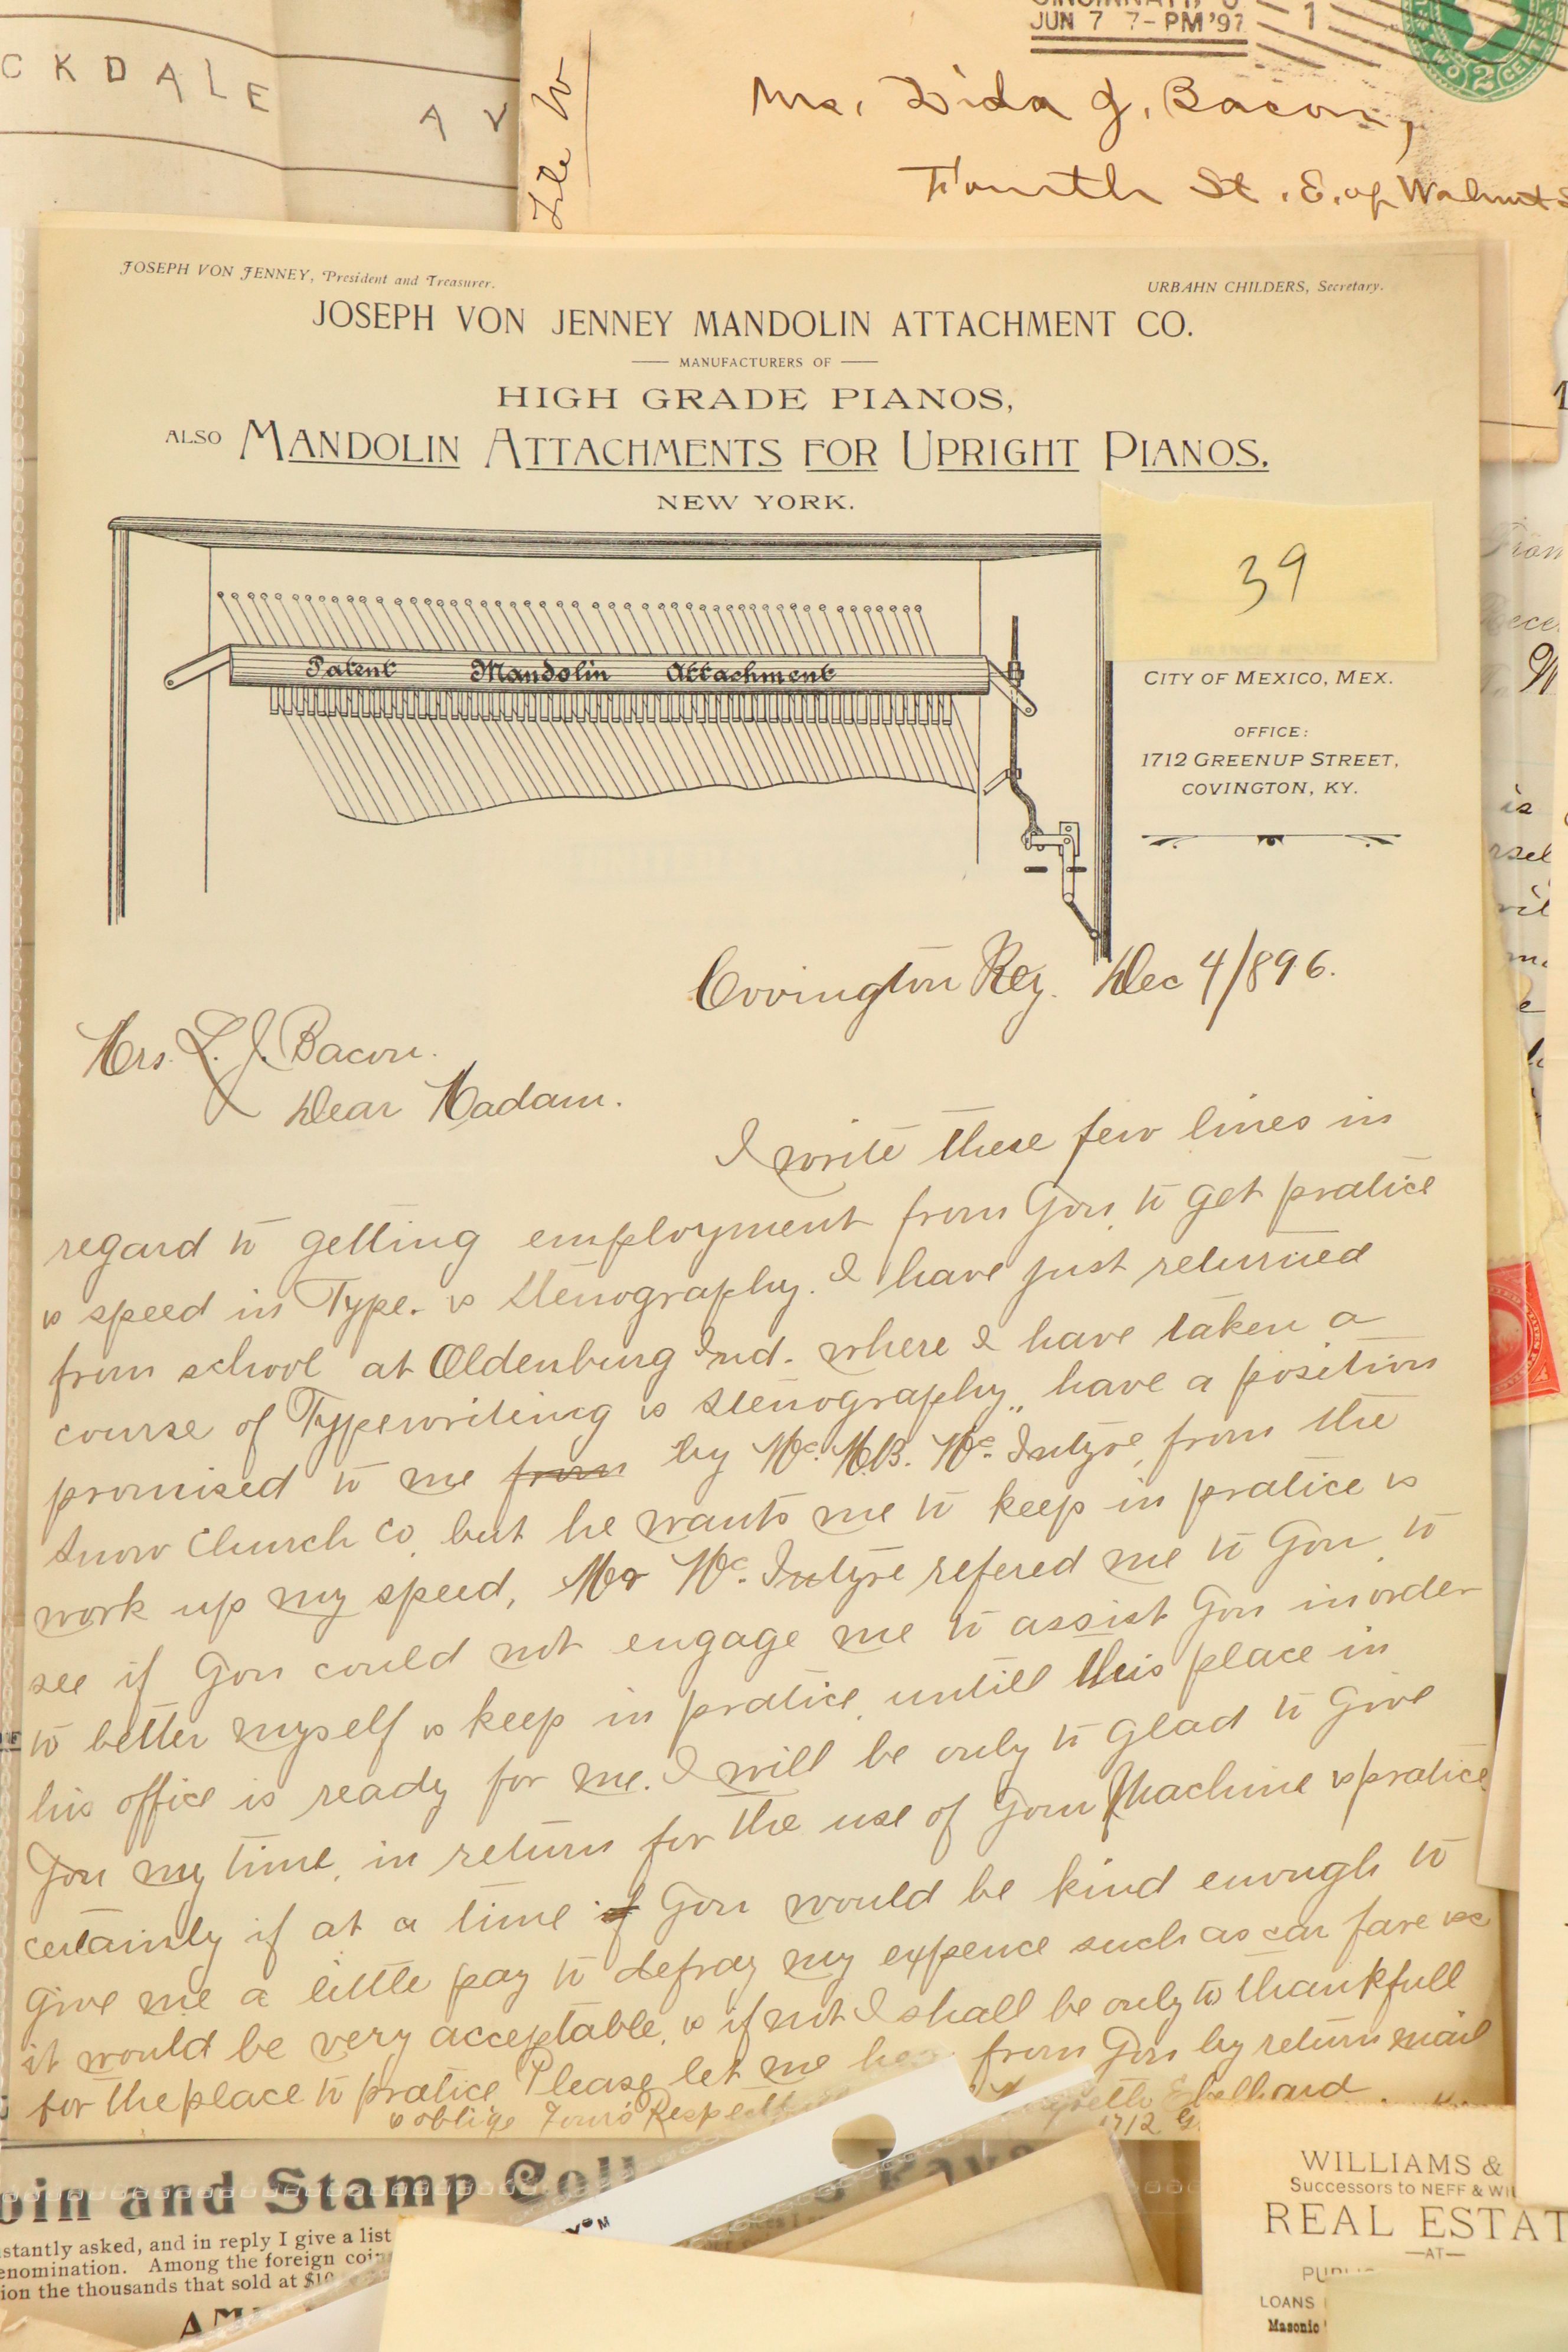 CKDALE AV
CINCINNATI, O
JUN 7 7-PM '97
1
TWO 2 CENTS
Mrs. Lida J. Bacon,
Fourth St. E. of Walnut S
JOSEPH VON JENNEY, President and Treasurer.
URBAHN CHILDERS, Secretary.
JOSEPH VON JENNEY MANDOLIN ATTACHMENT CO.
MANUFACTURERS OF
HIGH GRADE PIANOS,
ALSO MANDOLIN ATTACHMENTS FOR UPRIGHT PIANOS.
NEW YORK.
39
Patent Mandolin Attachment
CITY OF MEXICO, MEX.
OFFICE:
1712 GREENUP STREET,
COVINGTON, KY.
Covington Key. Dec 4/896.
Mrs. L. J. Bacon.
Dear Madam.
I write these few lines in
regard to getting employment from You, to get pratice
& speed in Type. & Stenography. I have just returned
from school at Oldenburg Ind. where I have taken a
course of Typewriteing & Stenography,, have a position
promised to me from by Mc. M.B. Mc. Intyre, from the
Snow Church Co, but he wants me to keep in pratice &
work up my speed, Mr Mc. Intyre refered me to You, to
see if You could not engage me to assist You in order
to better myself & keep in pratice, untill this place in
his office is ready for me. I will be only to glad to give
You my time, in return for the use of Your Machine & pratice,
certainly if at a time if You would be kind enough to
give me a little pay to defray my expence such as car fare &c
it would be very acceptable, & if not I shall be only to thankfull
for the place to pratice Please let me hear from You by return mail
& oblige Yours Respect
Ebelhard.
1712 G
oin and Stamp Coll
stantly asked, and in reply I give a list
enomination. Among the foreign coin
ion the thousands that sold at $10
WILLIAMS &
Successors to NEFF & WI
REAL ESTAT
AT
LOANS
Masonic